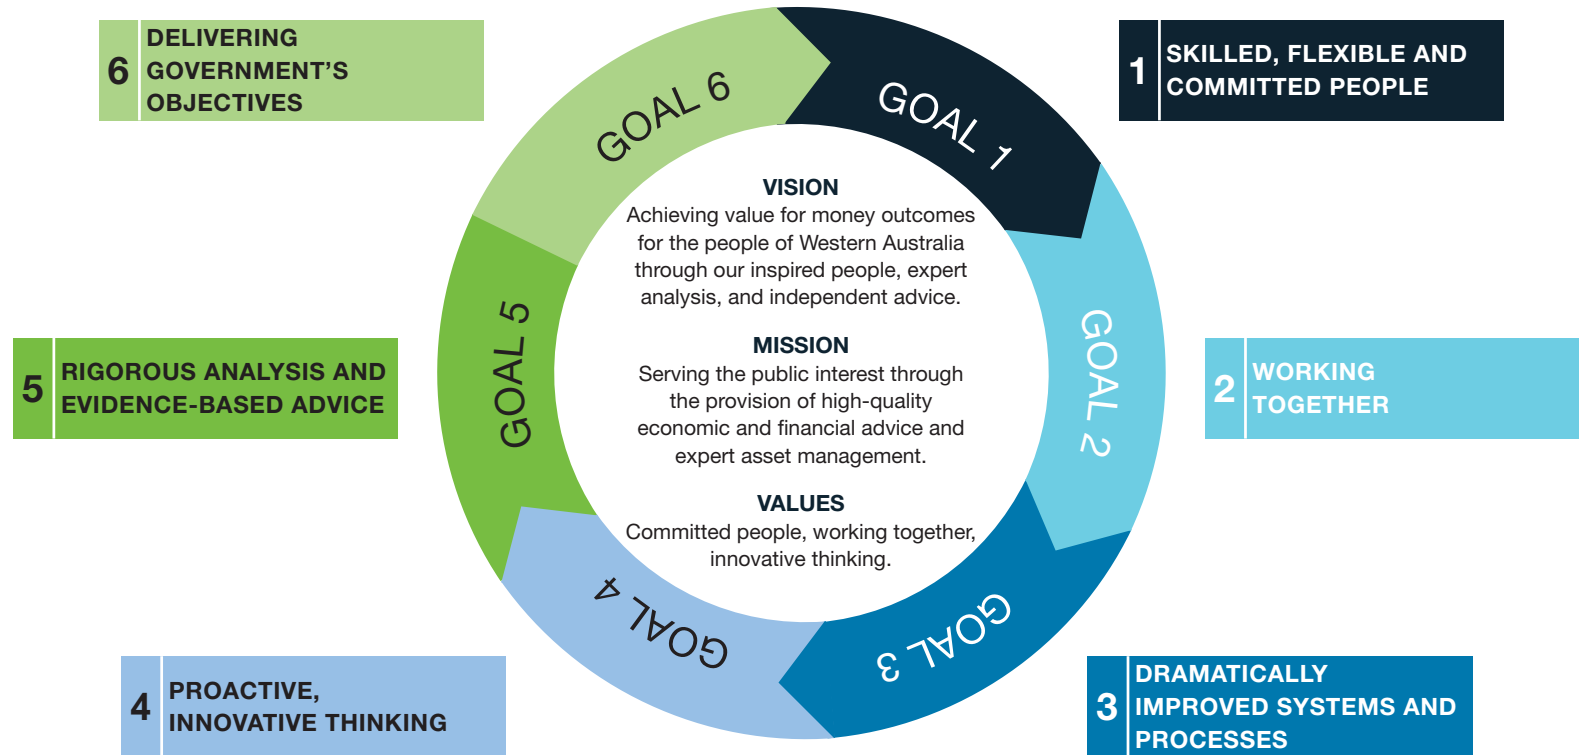 6
DELIVERING
GOVERNMENT'S
OBJECTIVES
1
SKILLED, FLEXIBLE AND
COMMITTED PEOPLE
GOAL 6
GOAL 1
VISION
Achieving value for money outcomes
for the people of Western Australia
through our inspired people, expert
analysis, and independent advice.
5
RIGOROUS ANALYSIS AND
EVIDENCE-BASED ADVICE
GOAL 5
MISSION
Serving the public interest through
the provision of high-quality
economic and financial advice and
expert asset management.
GOAL 2
2
WORKING
TOGETHER
VALUES
Committed people, working together,
innovative thinking.
GOAL 4
GOAL 3
4
PROACTIVE,
INNOVATIVE THINKING
3
DRAMATICALLY
IMPROVED SYSTEMS AND
PROCESSES